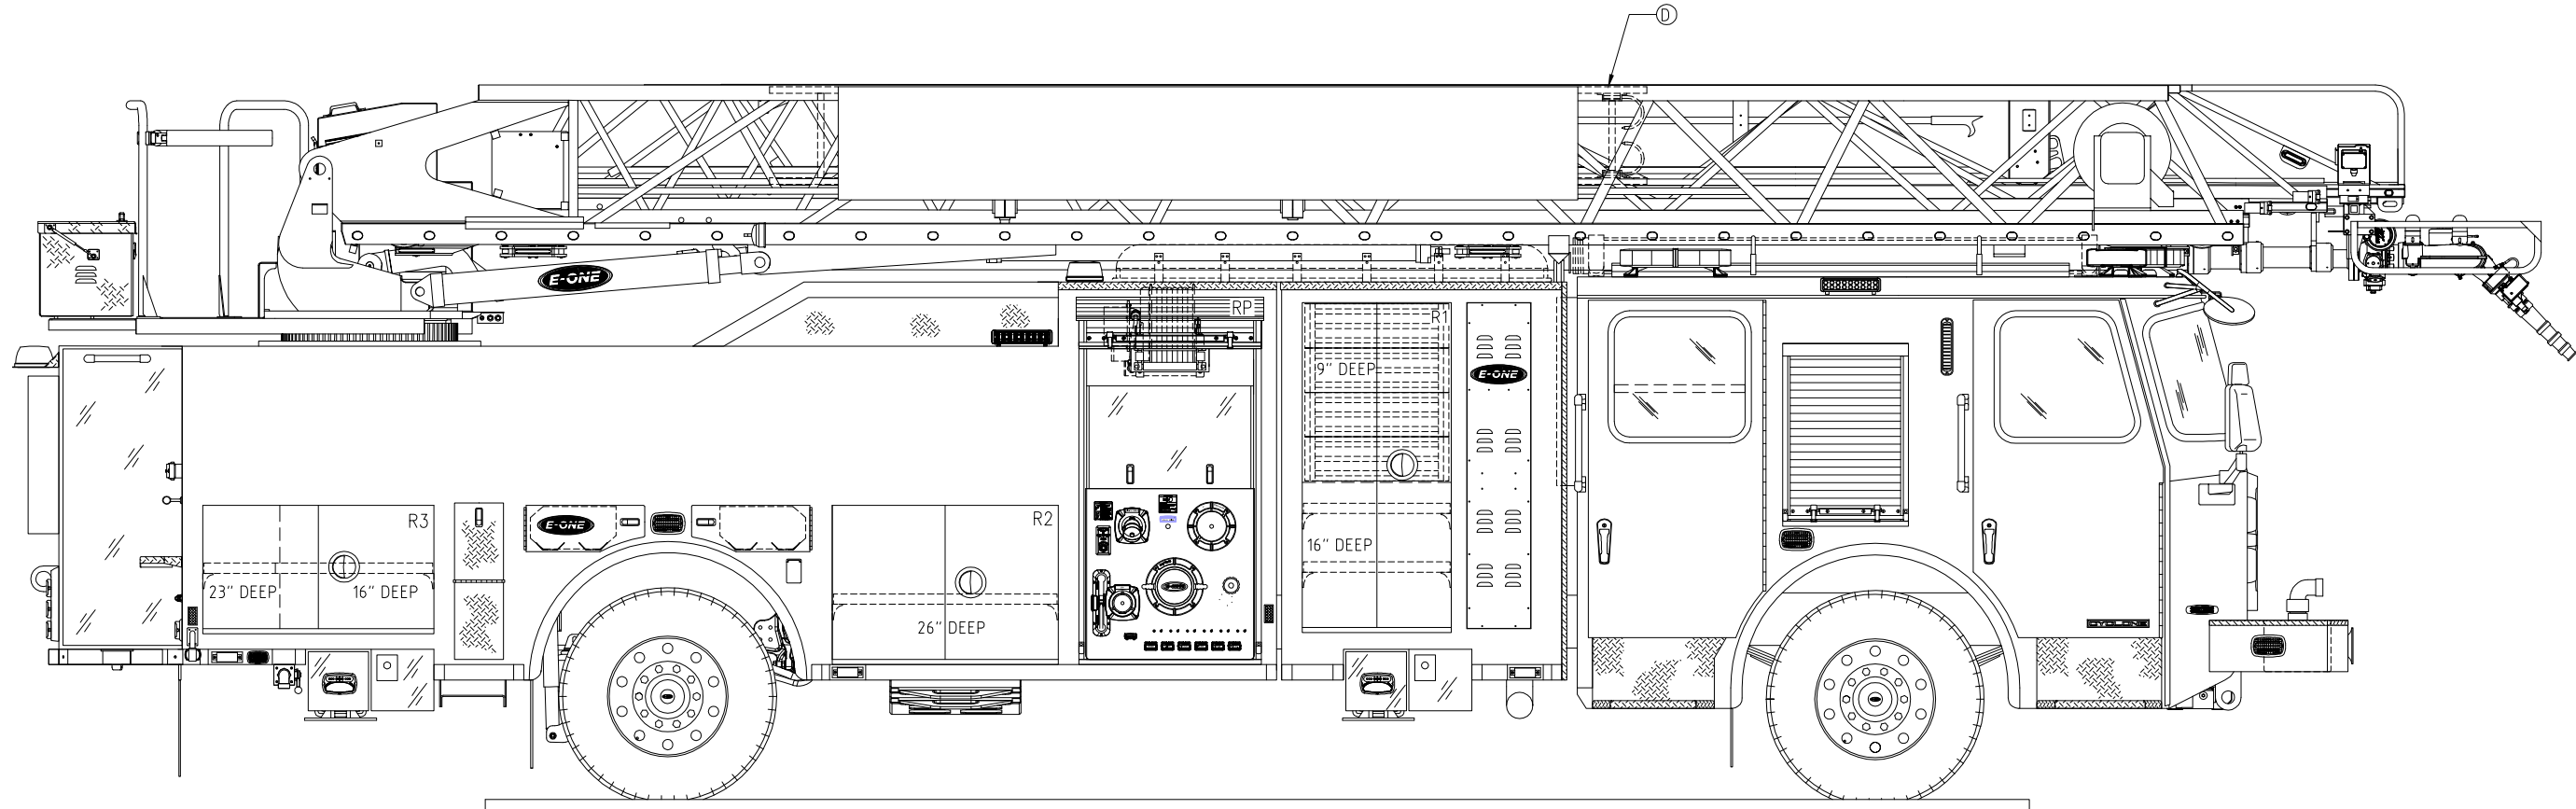 D
E-ONE
RP
R1
9" DEEP
E-ONE
R3
E-ONE
R2
16" DEEP
23" DEEP
16" DEEP
26" DEEP
CYCLONE